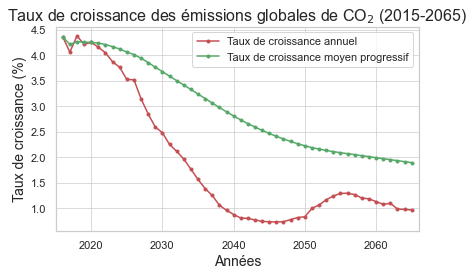 Taux de croissance des émissions globales de CO₂ (2015-2065)
Taux de croissance annuel
Taux de croissance moyen progressif
Taux de croissance (%)
4.5
4.0
3.5
3.0
2.5
2.0
1.5
1.0
2020 2030 2040 2050 2060
Années